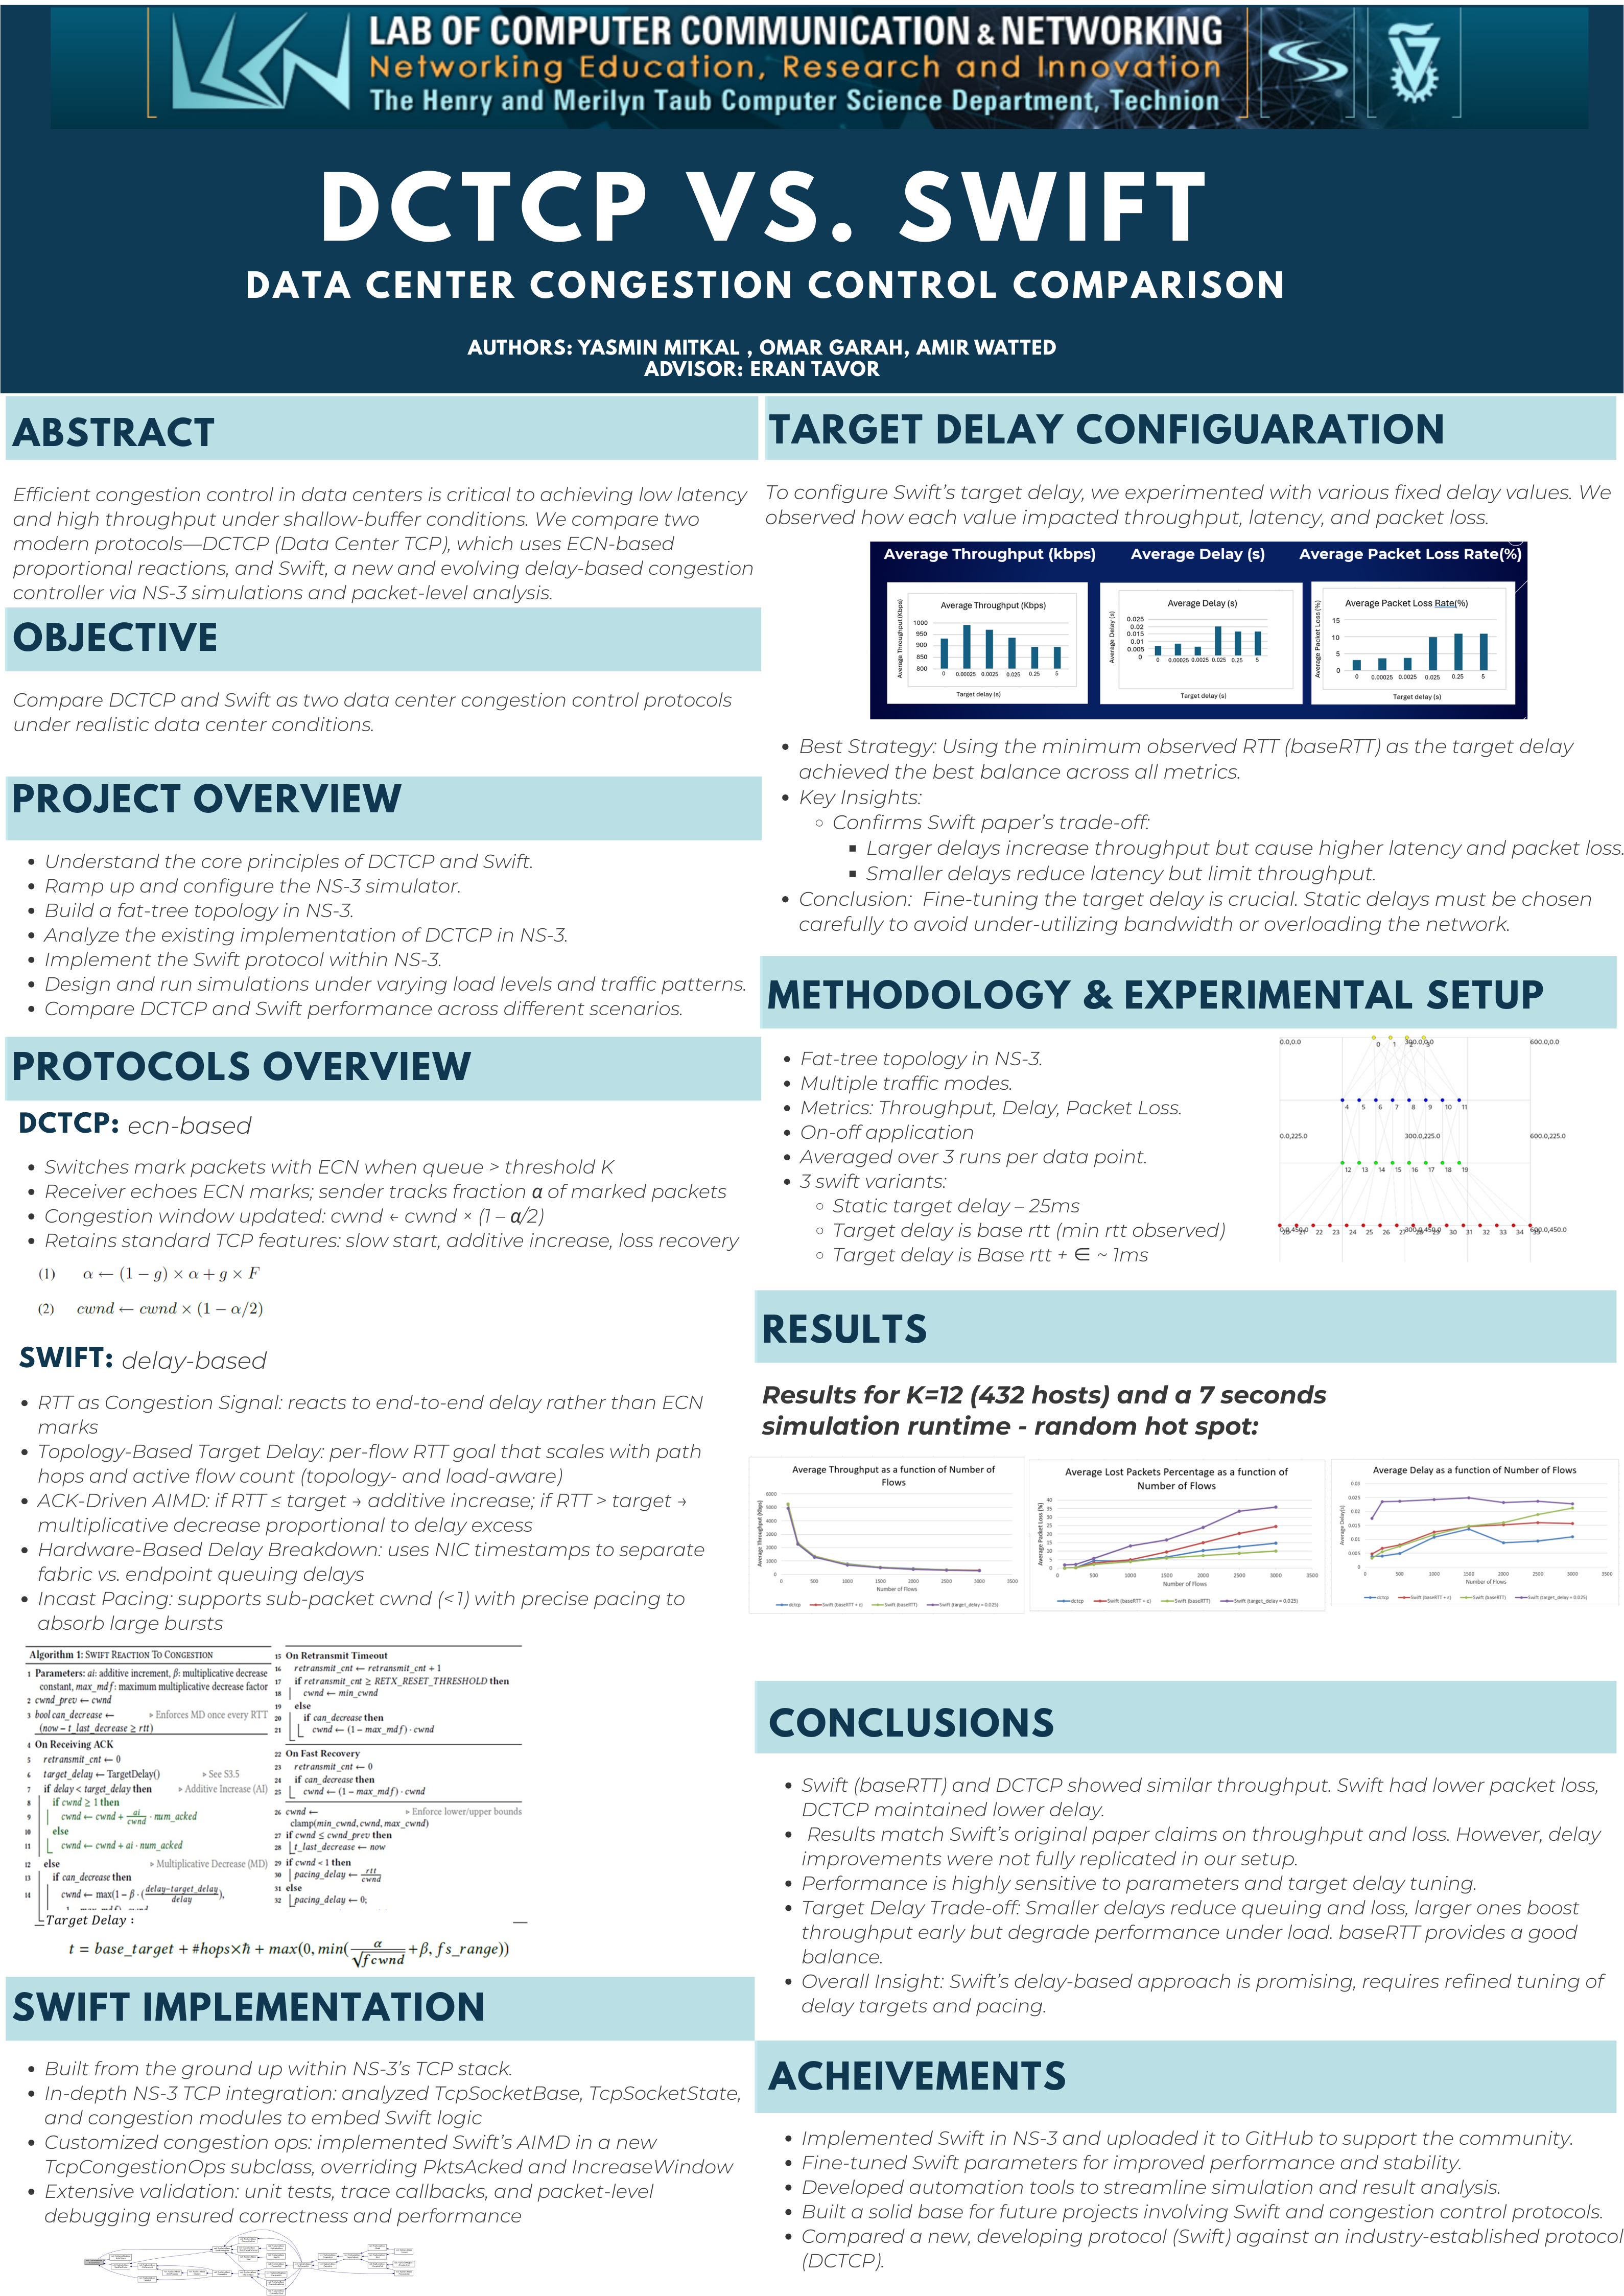 LAB OF COMPUTER COMMUNICATION & NETWORKING
Networking Education, Research and Innovation
The Henry and Merilyn Taub Computer Science Department, Technion
DCTCP VS. SWIFT
DATA CENTER CONGESTION CONTROL COMPARISON
AUTHORS: YASMIN MITKAL , OMAR GARAH, AMIR WATTED
ADVISOR: ERAN TAVOR
ABSTRACT
Efficient congestion control in data centers is critical to achieving low latency
and high throughput under shallow-buffer conditions. We compare two
modern protocols—DCTCP (Data Center TCP), which uses ECN-based
proportional reactions, and Swift, a new and evolving delay-based congestion
controller via NS-3 simulations and packet-level analysis.
OBJECTIVE
Compare DCTCP and Swift as two data center congestion control protocols
under realistic data center conditions.
PROJECT OVERVIEW
• Understand the core principles of DCTCP and Swift.
• Ramp up and configure the NS-3 simulator.
• Build a fat-tree topology in NS-3.
• Analyze the existing implementation of DCTCP in NS-3.
• Implement the Swift protocol within NS-3.
• Design and run simulations under varying load levels and traffic patterns.
• Compare DCTCP and Swift performance across different scenarios.
PROTOCOLS OVERVIEW
DCTCP: ecn-based
• Switches mark packets with ECN when queue > threshold K
• Receiver echoes ECN marks; sender tracks fraction α of marked packets
• Congestion window updated: cwnd ← cwnd × (1 – α/2)
• Retains standard TCP features: slow start, additive increase, loss recovery
(1) α ← (1 − g) × α + g × F
(2) cwnd ← cwnd × (1 − α/2)
SWIFT: delay-based
• RTT as Congestion Signal: reacts to end-to-end delay rather than ECN
marks
• Topology-Based Target Delay: per-flow RTT goal that scales with path
hops and active flow count (topology- and load-aware)
• ACK-Driven AIMD: if RTT ≤ target → additive increase; if RTT > target →
multiplicative decrease proportional to delay excess
• Hardware-Based Delay Breakdown: uses NIC timestamps to separate
fabric vs. endpoint queuing delays
• Incast Pacing: supports sub-packet cwnd (<1) with precise pacing to
absorb large bursts
Algorithm 1: SWIFT REACTION TO CONGESTION
1 Parameters: ai: additive increment, β: multiplicative decrease
constant, max_mdf: maximum multiplicative decrease factor
2 cwnd_prev ← cwnd
3 bool can_decrease ← ▹ Enforces MD once every RTT
(now − t_last_decrease ≥ rtt)
4 On Receiving ACK
5 retransmit_cnt ← 0
6 target_delay ← TargetDelay() ▹ See S3.5
7 if delay < target_delay then ▹ Additive Increase (AI)
8 if cwnd ≥ 1 then
9 cwnd ← cwnd + ai/cwnd · num_acked
10 else
11 cwnd ← cwnd + ai · num_acked
12 else ▹ Multiplicative Decrease (MD)
13 if can_decrease then
14 cwnd ← max(1 − β · (delay−target_delay/delay),
15 On Retransmit Timeout
16 retransmit_cnt ← retransmit_cnt + 1
17 if retransmit_cnt ≥ RETX_RESET_THRESHOLD then
18 cwnd ← min_cwnd
19 else
20 if can_decrease then
21 cwnd ← (1 − max_mdf) · cwnd
22 On Fast Recovery
23 retransmit_cnt ← 0
24 if can_decrease then
25 cwnd ← (1 − max_mdf) · cwnd
26 cwnd ← ▹ Enforce lower/upper bounds
clamp(min_cwnd, cwnd, max_cwnd)
27 if cwnd ≤ cwnd_prev then
28 t_last_decrease ← now
29 if cwnd < 1 then
30 pacing_delay ← rtt/cwnd
31 else
32 pacing_delay ← 0;
Target Delay :
t = base_target + #hops×ħ + max(0, min(α/√fcwnd + β, fs_range))
SWIFT IMPLEMENTATION
• Built from the ground up within NS-3's TCP stack.
• In-depth NS-3 TCP integration: analyzed TcpSocketBase, TcpSocketState,
and congestion modules to embed Swift logic
• Customized congestion ops: implemented Swift's AIMD in a new
TcpCongestionOps subclass, overriding PktsAcked and IncreaseWindow
• Extensive validation: unit tests, trace callbacks, and packet-level
debugging ensured correctness and performance
TARGET DELAY CONFIGUARATION
To configure Swift's target delay, we experimented with various fixed delay values. We
observed how each value impacted throughput, latency, and packet loss.
Average Throughput (kbps) Average Delay (s) Average Packet Loss Rate(%)
Average Throughput (Kbps)
Average Throughput (Kbps)
1000
950
900
850
800
0 0.00025 0.0025 0.025 0.25 5
Target delay (s)
Average Delay (s)
Average Delay (s)
0.025
0.02
0.015
0.01
0.005
0
0 0.00025 0.0025 0.025 0.25 5
Target delay (s)
Average Packet Loss Rate(%)
Average Packet Loss (%)
15
10
5
0
0 0.00025 0.0025 0.025 0.25 5
Target delay (s)
• Best Strategy: Using the minimum observed RTT (baseRTT) as the target delay
achieved the best balance across all metrics.
• Key Insights:
○ Confirms Swift paper's trade-off:
▪ Larger delays increase throughput but cause higher latency and packet loss.
▪ Smaller delays reduce latency but limit throughput.
• Conclusion: Fine-tuning the target delay is crucial. Static delays must be chosen
carefully to avoid under-utilizing bandwidth or overloading the network.
METHODOLOGY & EXPERIMENTAL SETUP
• Fat-tree topology in NS-3.
• Multiple traffic modes.
• Metrics: Throughput, Delay, Packet Loss.
• On-off application
• Averaged over 3 runs per data point.
• 3 swift variants:
○ Static target delay – 25ms
○ Target delay is base rtt (min rtt observed)
○ Target delay is Base rtt + ∈ ~ 1ms
0.0,0.0 0 1 2 3 300.0,0.0 600.0,0.0
4 5 6 7 8 9 10 11
0.0,225.0 300.0,225.0 600.0,225.0
12 13 14 15 16 17 18 19
0.0,450.0 300.0,450.0 600.0,450.0
20 21 22 23 24 25 26 27 28 29 30 31 32 33 34 35
RESULTS
Results for K=12 (432 hosts) and a 7 seconds
simulation runtime - random hot spot:
Average Throughput as a function of Number of
Flows
Average Throughput (Kbps)
6000
5000
4000
3000
2000
1000
0
0 500 1000 1500 2000 2500 3000 3500
Number of Flows
dctcp Swift (baseRTT + ε) Swift (baseRTT) Swift (target_delay = 0.025)
Average Lost Packets Percentage as a function of
Number of Flows
Average Packet Loss (%)
40
35
30
25
20
15
10
5
0
0 500 1000 1500 2000 2500 3000 3500
Number of Flows
dctcp Swift (baseRTT + ε) Swift (baseRTT) Swift (target_delay = 0.025)
Average Delay as a function of Number of Flows
Average Delay(s)
0.03
0.025
0.02
0.015
0.01
0.005
0
0 500 1000 1500 2000 2500 3000 3500
Number of Flows
dctcp Swift (baseRTT + ε) Swift (baseRTT) Swift (target_delay = 0.025)
CONCLUSIONS
• Swift (baseRTT) and DCTCP showed similar throughput. Swift had lower packet loss,
DCTCP maintained lower delay.
• Results match Swift's original paper claims on throughput and loss. However, delay
improvements were not fully replicated in our setup.
• Performance is highly sensitive to parameters and target delay tuning.
• Target Delay Trade-off: Smaller delays reduce queuing and loss, larger ones boost
throughput early but degrade performance under load. baseRTT provides a good
balance.
• Overall Insight: Swift's delay-based approach is promising, requires refined tuning of
delay targets and pacing.
ACHEIVEMENTS
• Implemented Swift in NS-3 and uploaded it to GitHub to support the community.
• Fine-tuned Swift parameters for improved performance and stability.
• Developed automation tools to streamline simulation and result analysis.
• Built a solid base for future projects involving Swift and congestion control protocols.
• Compared a new, developing protocol (Swift) against an industry-established protocol
(DCTCP).